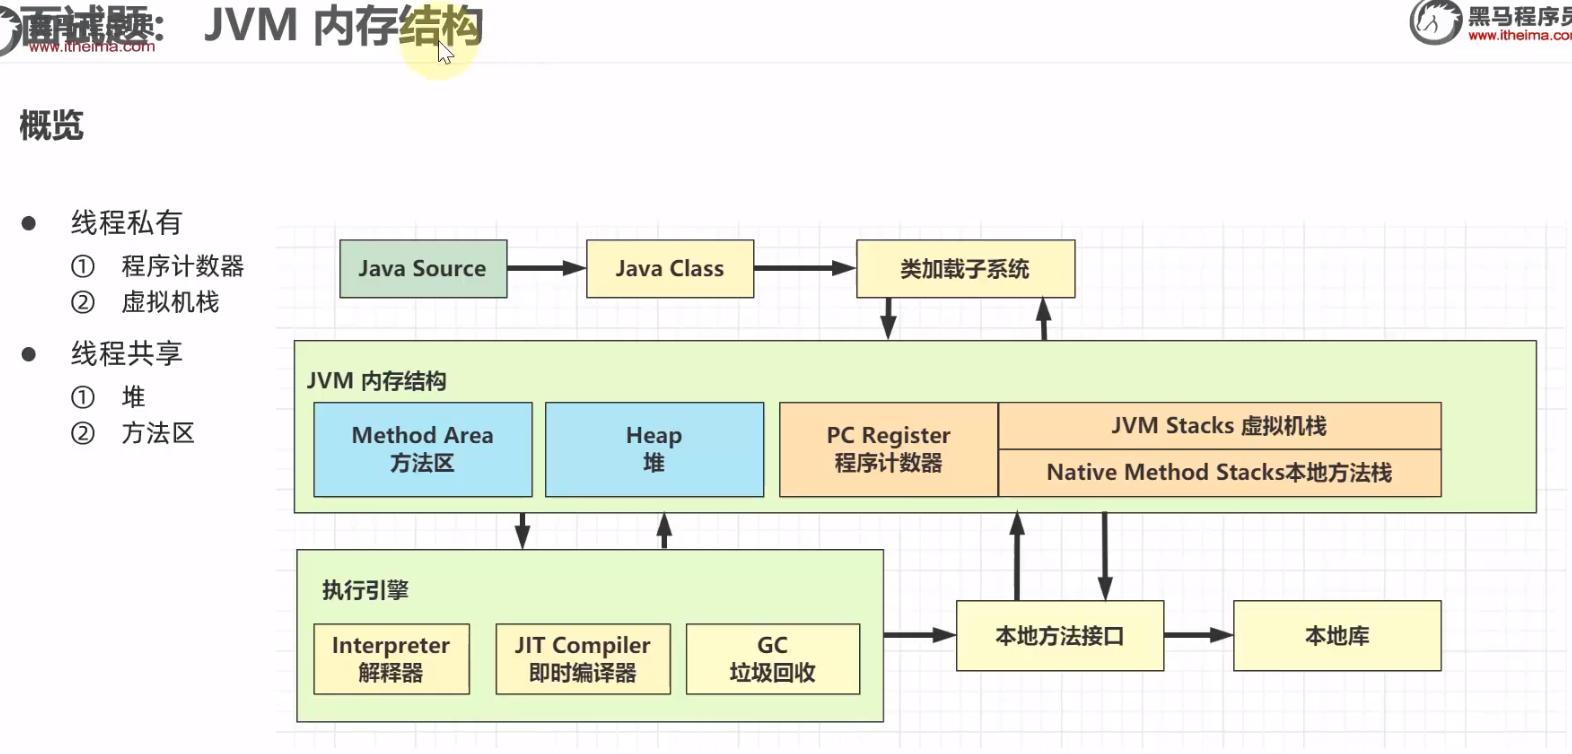 面试题： JVM 内存结构
www.itheima.com
黑马程序员
www.itheima.com
概览
● 线程私有
① 程序计数器
② 虚拟机栈
● 线程共享
① 堆
② 方法区
Java Source
Java Class
类加载子系统
JVM 内存结构
Method Area
方法区
Heap
堆
PC Register
程序计数器
JVM Stacks 虚拟机栈
Native Method Stacks本地方法栈
执行引擎
Interpreter
解释器
JIT Compiler
即时编译器
GC
垃圾回收
本地方法接口
本地库